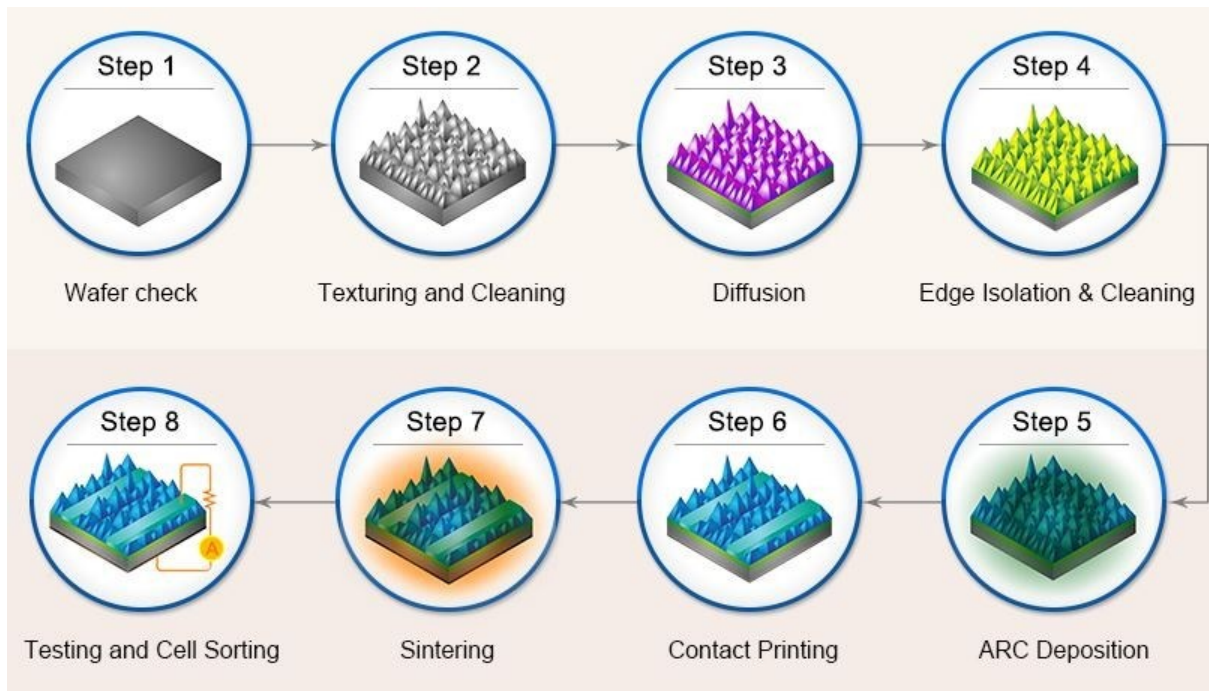 Step 1
Wafer check
Step 2
Texturing and Cleaning
Step 3
Diffusion
Step 4
Edge Isolation & Cleaning
Step 5
ARC Deposition
Step 6
Contact Printing
Step 7
Sintering
Step 8
A
Testing and Cell Sorting